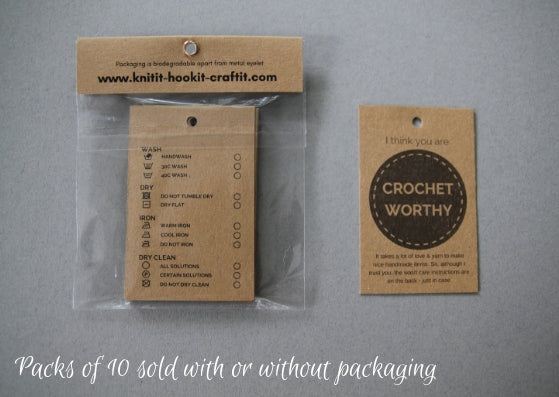 Packaging is biodegradable apart from metal eyelet
www.knitit-hookit-craftit.com
WASH
HANDWASH
30C WASH
40C WASH
DRY
DO NOT TUMBLE DRY
DRY FLAT
IRON
WARM IRON
COOL IRON
DO NOT IRON
DRY CLEAN
ALL SOLUTIONS
CERTAIN SOLUTIONS
DO NOT DRY CLEAN
I think you are
CROCHET
WORTHY
It takes a lot of love & yarn to make
nice handmade items. So, although I
trust you, the wash care instructions are
on the back - just in case.
Packs of 10 sold with or without packaging